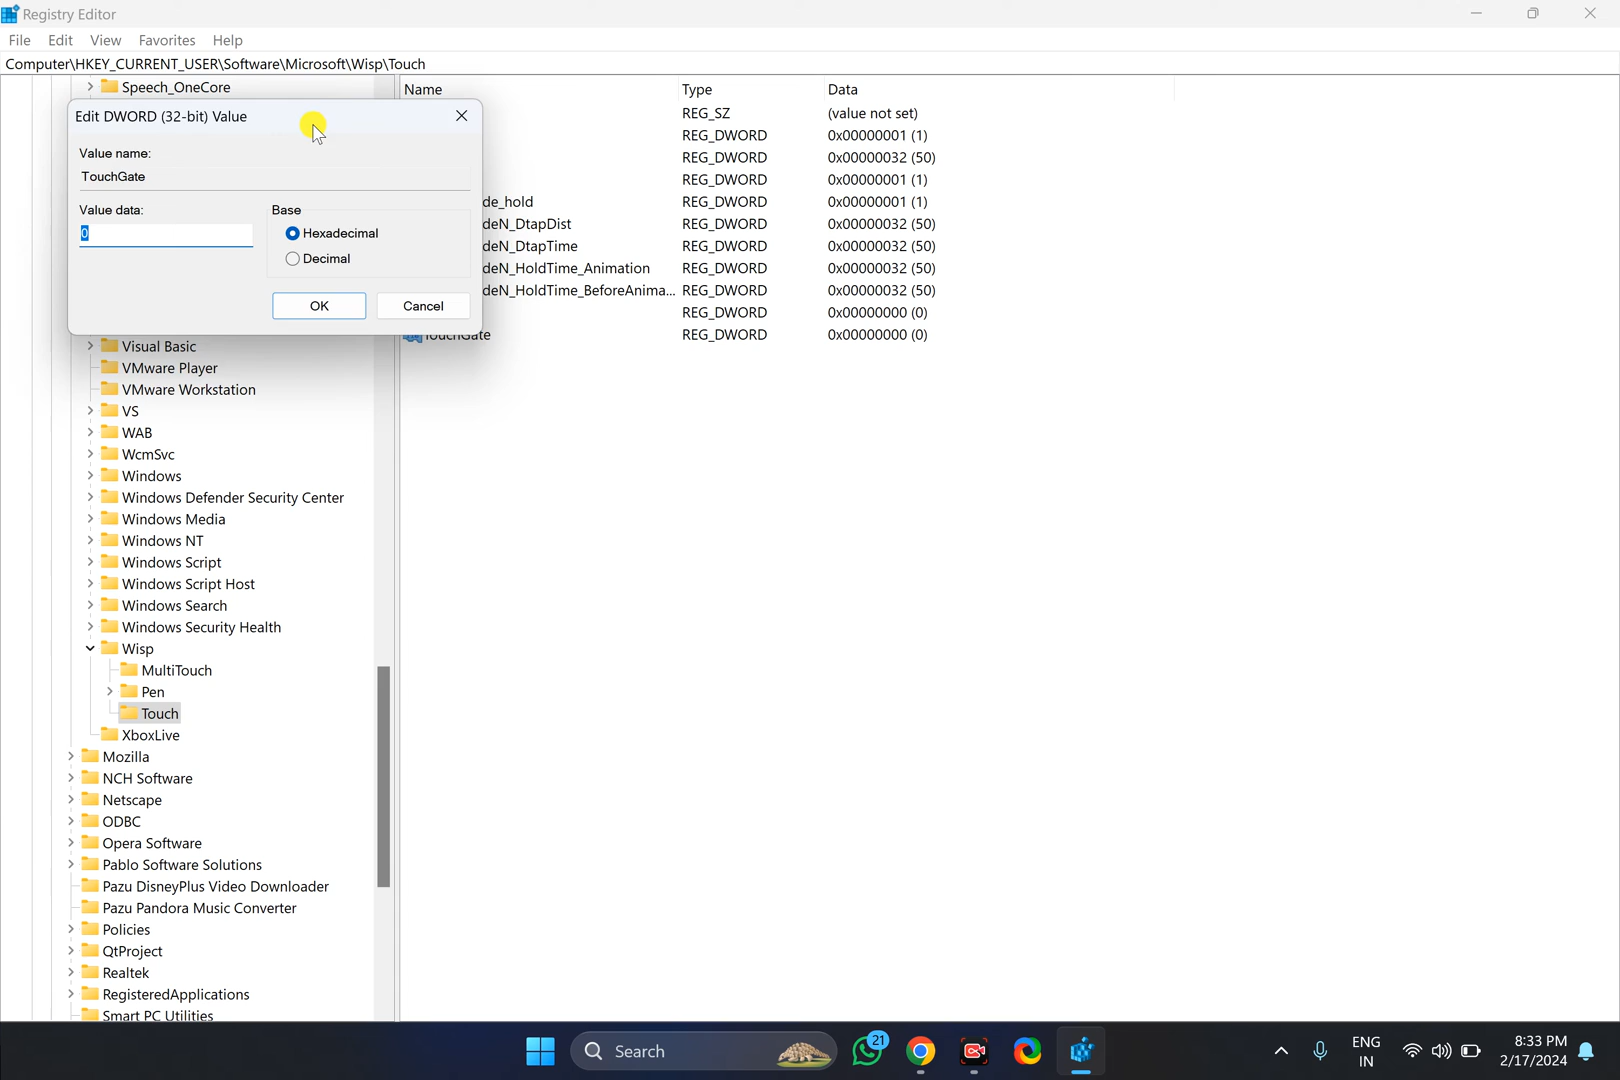 Registry Editor
File Edit View Favorites Help
Computer\HKEY_CURRENT_USER\Software\Microsoft\Wisp\Touch
Speech_OneCore
Edit DWORD (32-bit) Value
Value name:
TouchGate
Value data:
0
Base
Hexadecimal
Decimal
OK Cancel
Visual Basic
VMware Player
VMware Workstation
VS
WAB
WcmSvc
Windows
Windows Defender Security Center
Windows Media
Windows NT
Windows Script
Windows Script Host
Windows Search
Windows Security Health
Wisp
MultiTouch
Pen
Touch
XboxLive
Mozilla
NCH Software
Netscape
ODBC
Opera Software
Pablo Software Solutions
Pazu DisneyPlus Video Downloader
Pazu Pandora Music Converter
Policies
QtProject
Realtek
RegisteredApplications
Smart PC Utilities
Name Type Data
REG_SZ (value not set)
REG_DWORD 0x00000001 (1)
REG_DWORD 0x00000032 (50)
REG_DWORD 0x00000001 (1)
de_hold REG_DWORD 0x00000001 (1)
deN_DtapDist REG_DWORD 0x00000032 (50)
deN_DtapTime REG_DWORD 0x00000032 (50)
deN_HoldTime_Animation REG_DWORD 0x00000032 (50)
deN_HoldTime_BeforeAnima... REG_DWORD 0x00000032 (50)
REG_DWORD 0x00000000 (0)
TouchGate REG_DWORD 0x00000000 (0)
Search
21
ENG
IN
8:33 PM
2/17/2024